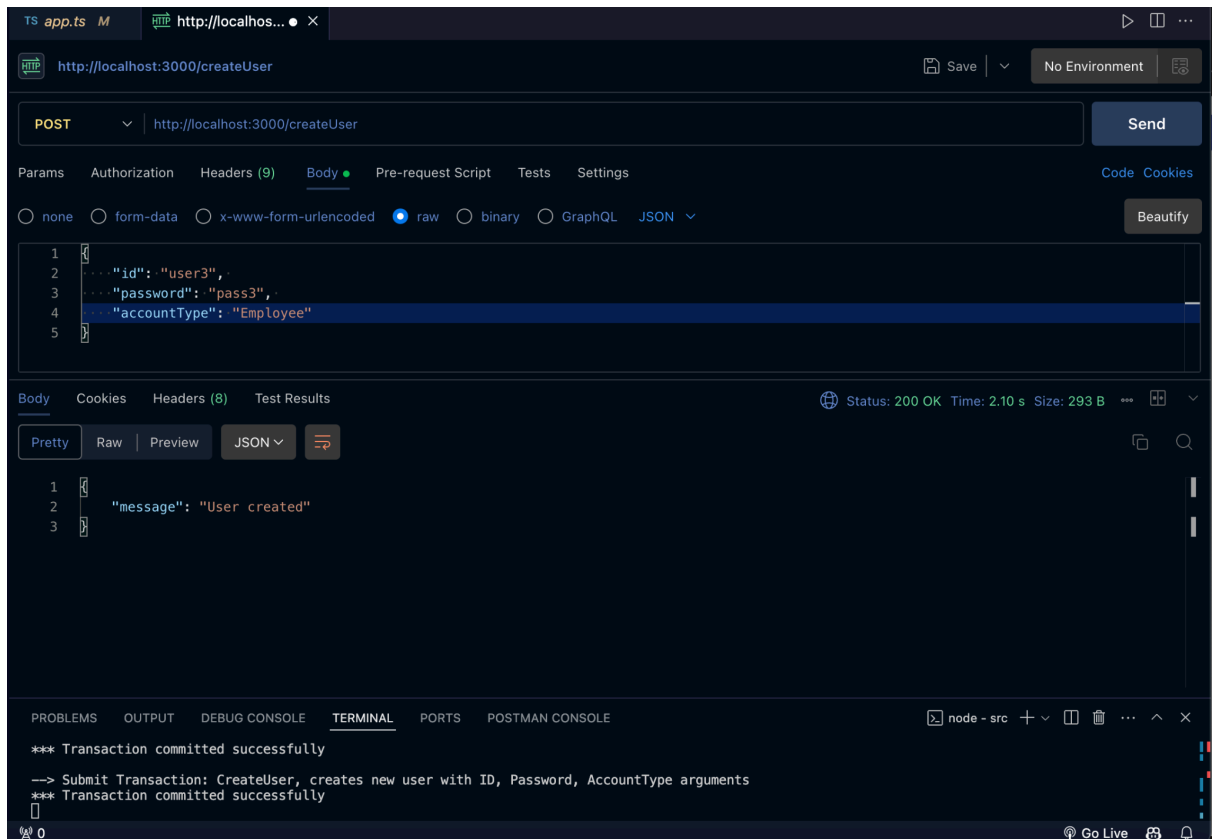 TS app.ts M HTTP http://localhos... ● ×
HTTP http://localhost:3000/createUser Save No Environment
POST http://localhost:3000/createUser Send
Params Authorization Headers (9) Body ● Pre-request Script Tests Settings Code Cookies
none form-data x-www-form-urlencoded raw binary GraphQL JSON Beautify
1 {
2 ····"id":·"user3",·
3 ····"password":·"pass3",·
4 ····"accountType":·"Employee"
5 }
Body Cookies Headers (8) Test Results Status: 200 OK Time: 2.10 s Size: 293 B
Pretty Raw Preview JSON
1 {
2 "message": "User created"
3 }
PROBLEMS OUTPUT DEBUG CONSOLE TERMINAL PORTS POSTMAN CONSOLE node - src
*** Transaction committed successfully
--> Submit Transaction: CreateUser, creates new user with ID, Password, AccountType arguments
*** Transaction committed successfully
0 Go Live